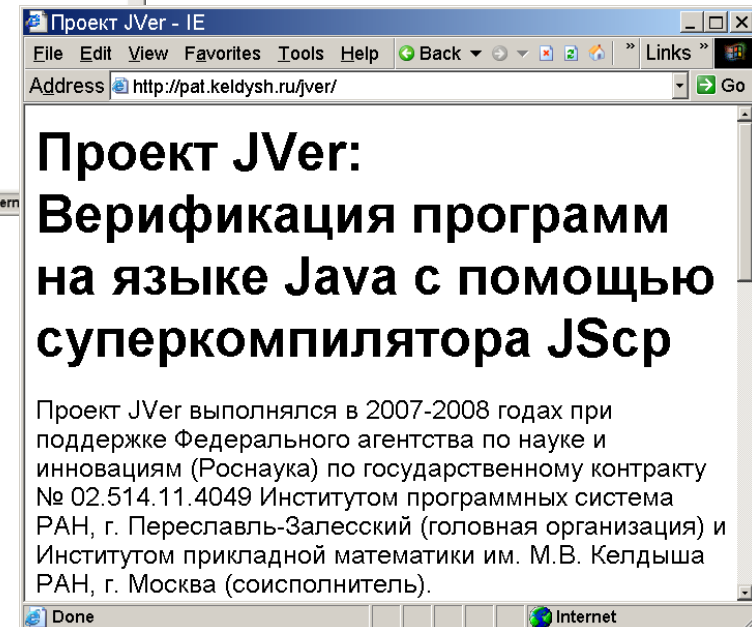 Проект JVer - IE
File Edit View Favorites Tools Help Back » Links »
Address http://pat.keldysh.ru/jver/ Go
Проект JVer:
Верификация программ
на языке Java с помощью
суперкомпилятора JScp
Проект JVer выполнялся в 2007-2008 годах при
поддержке Федерального агентства по науке и
инновациям (Роснаука) по государственному контракту
№ 02.514.11.4049 Институтом программных система
РАН, г. Переславль-Залесский (головная организация) и
Институтом прикладной математики им. М.В. Келдыша
РАН, г. Москва (соисполнитель).
Done Internet